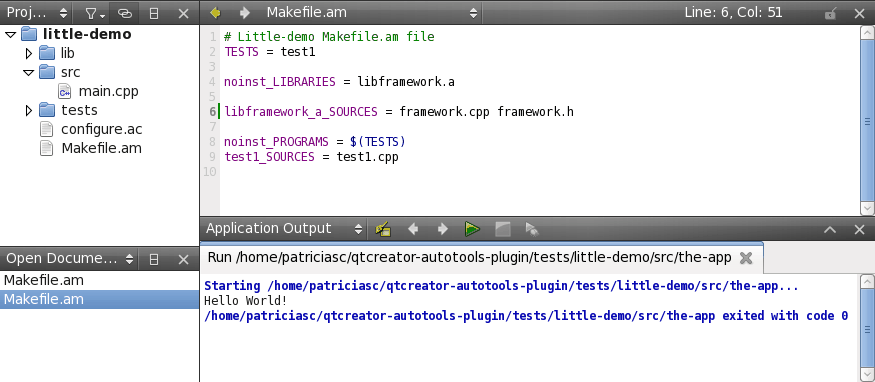 Proj...
Makefile.am
Line: 6, Col: 51
little-demo
lib
src
main.cpp
tests
configure.ac
Makefile.am
1 # Little-demo Makefile.am file
2 TESTS = test1
3
4 noinst_LIBRARIES = libframework.a
5
6 libframework_a_SOURCES = framework.cpp framework.h
7
8 noinst_PROGRAMS = $(TESTS)
9 test1_SOURCES = test1.cpp
10
Application Output
Open Docume...
Makefile.am
Makefile.am
Run /home/patriciasc/qtcreator-autotools-plugin/tests/little-demo/src/the-app
Starting /home/patriciasc/qtcreator-autotools-plugin/tests/little-demo/src/the-app...
Hello World!
/home/patriciasc/qtcreator-autotools-plugin/tests/little-demo/src/the-app exited with code 0